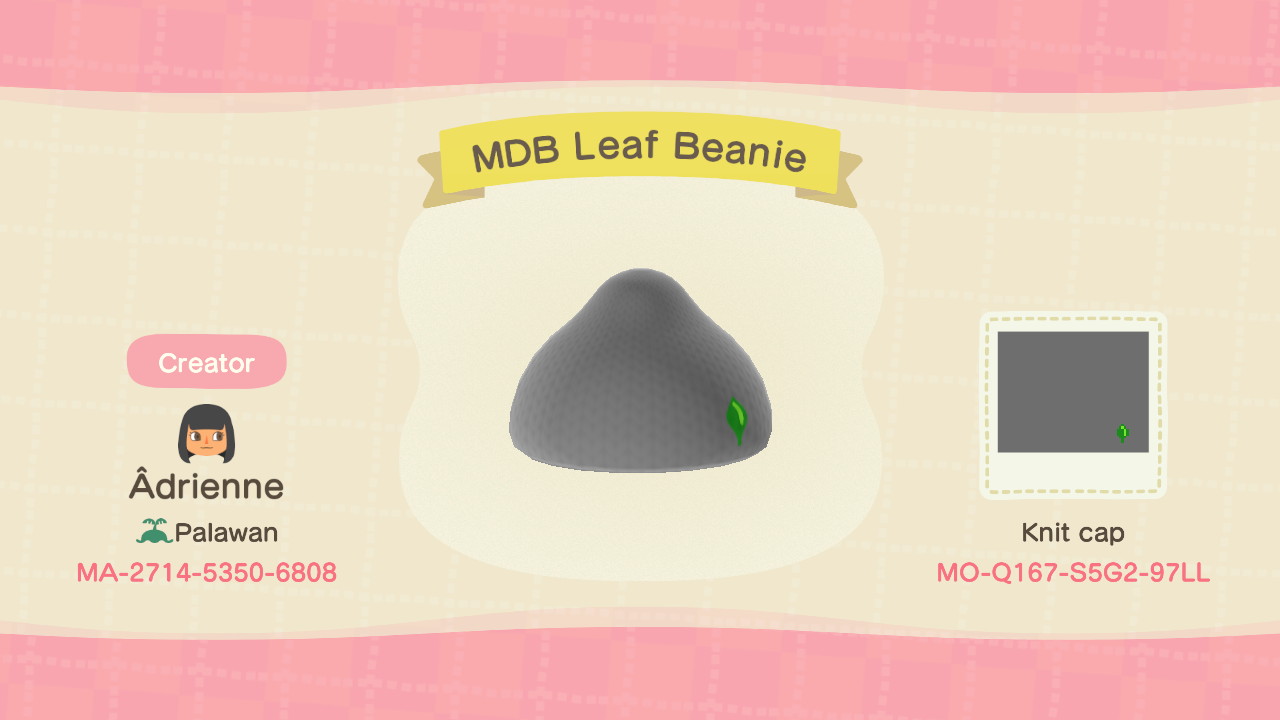 MDB Leaf Beanie
Creator
Âdrienne
Palawan
MA-2714-5350-6808
Knit cap
MO-Q167-S5G2-97LL